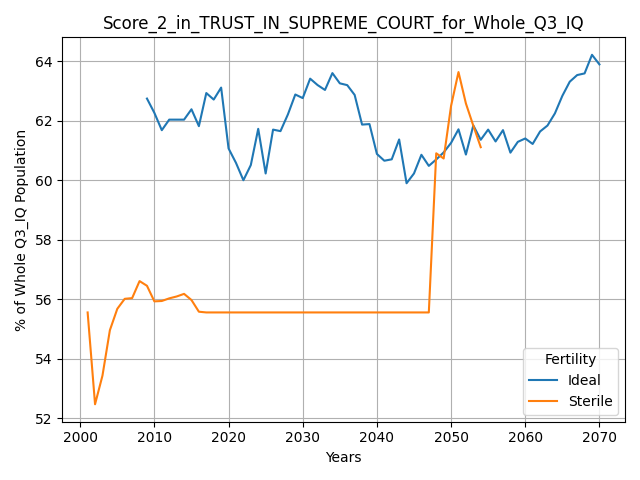 Score_2_in_TRUST_IN_SUPREME_COURT_for_Whole_Q3_IQ
% of Whole Q3_IQ Population
64
62
60
58
56
54
52
Fertility
Ideal
Sterile
2000 2010 2020 2030 2040 2050 2060 2070
Years